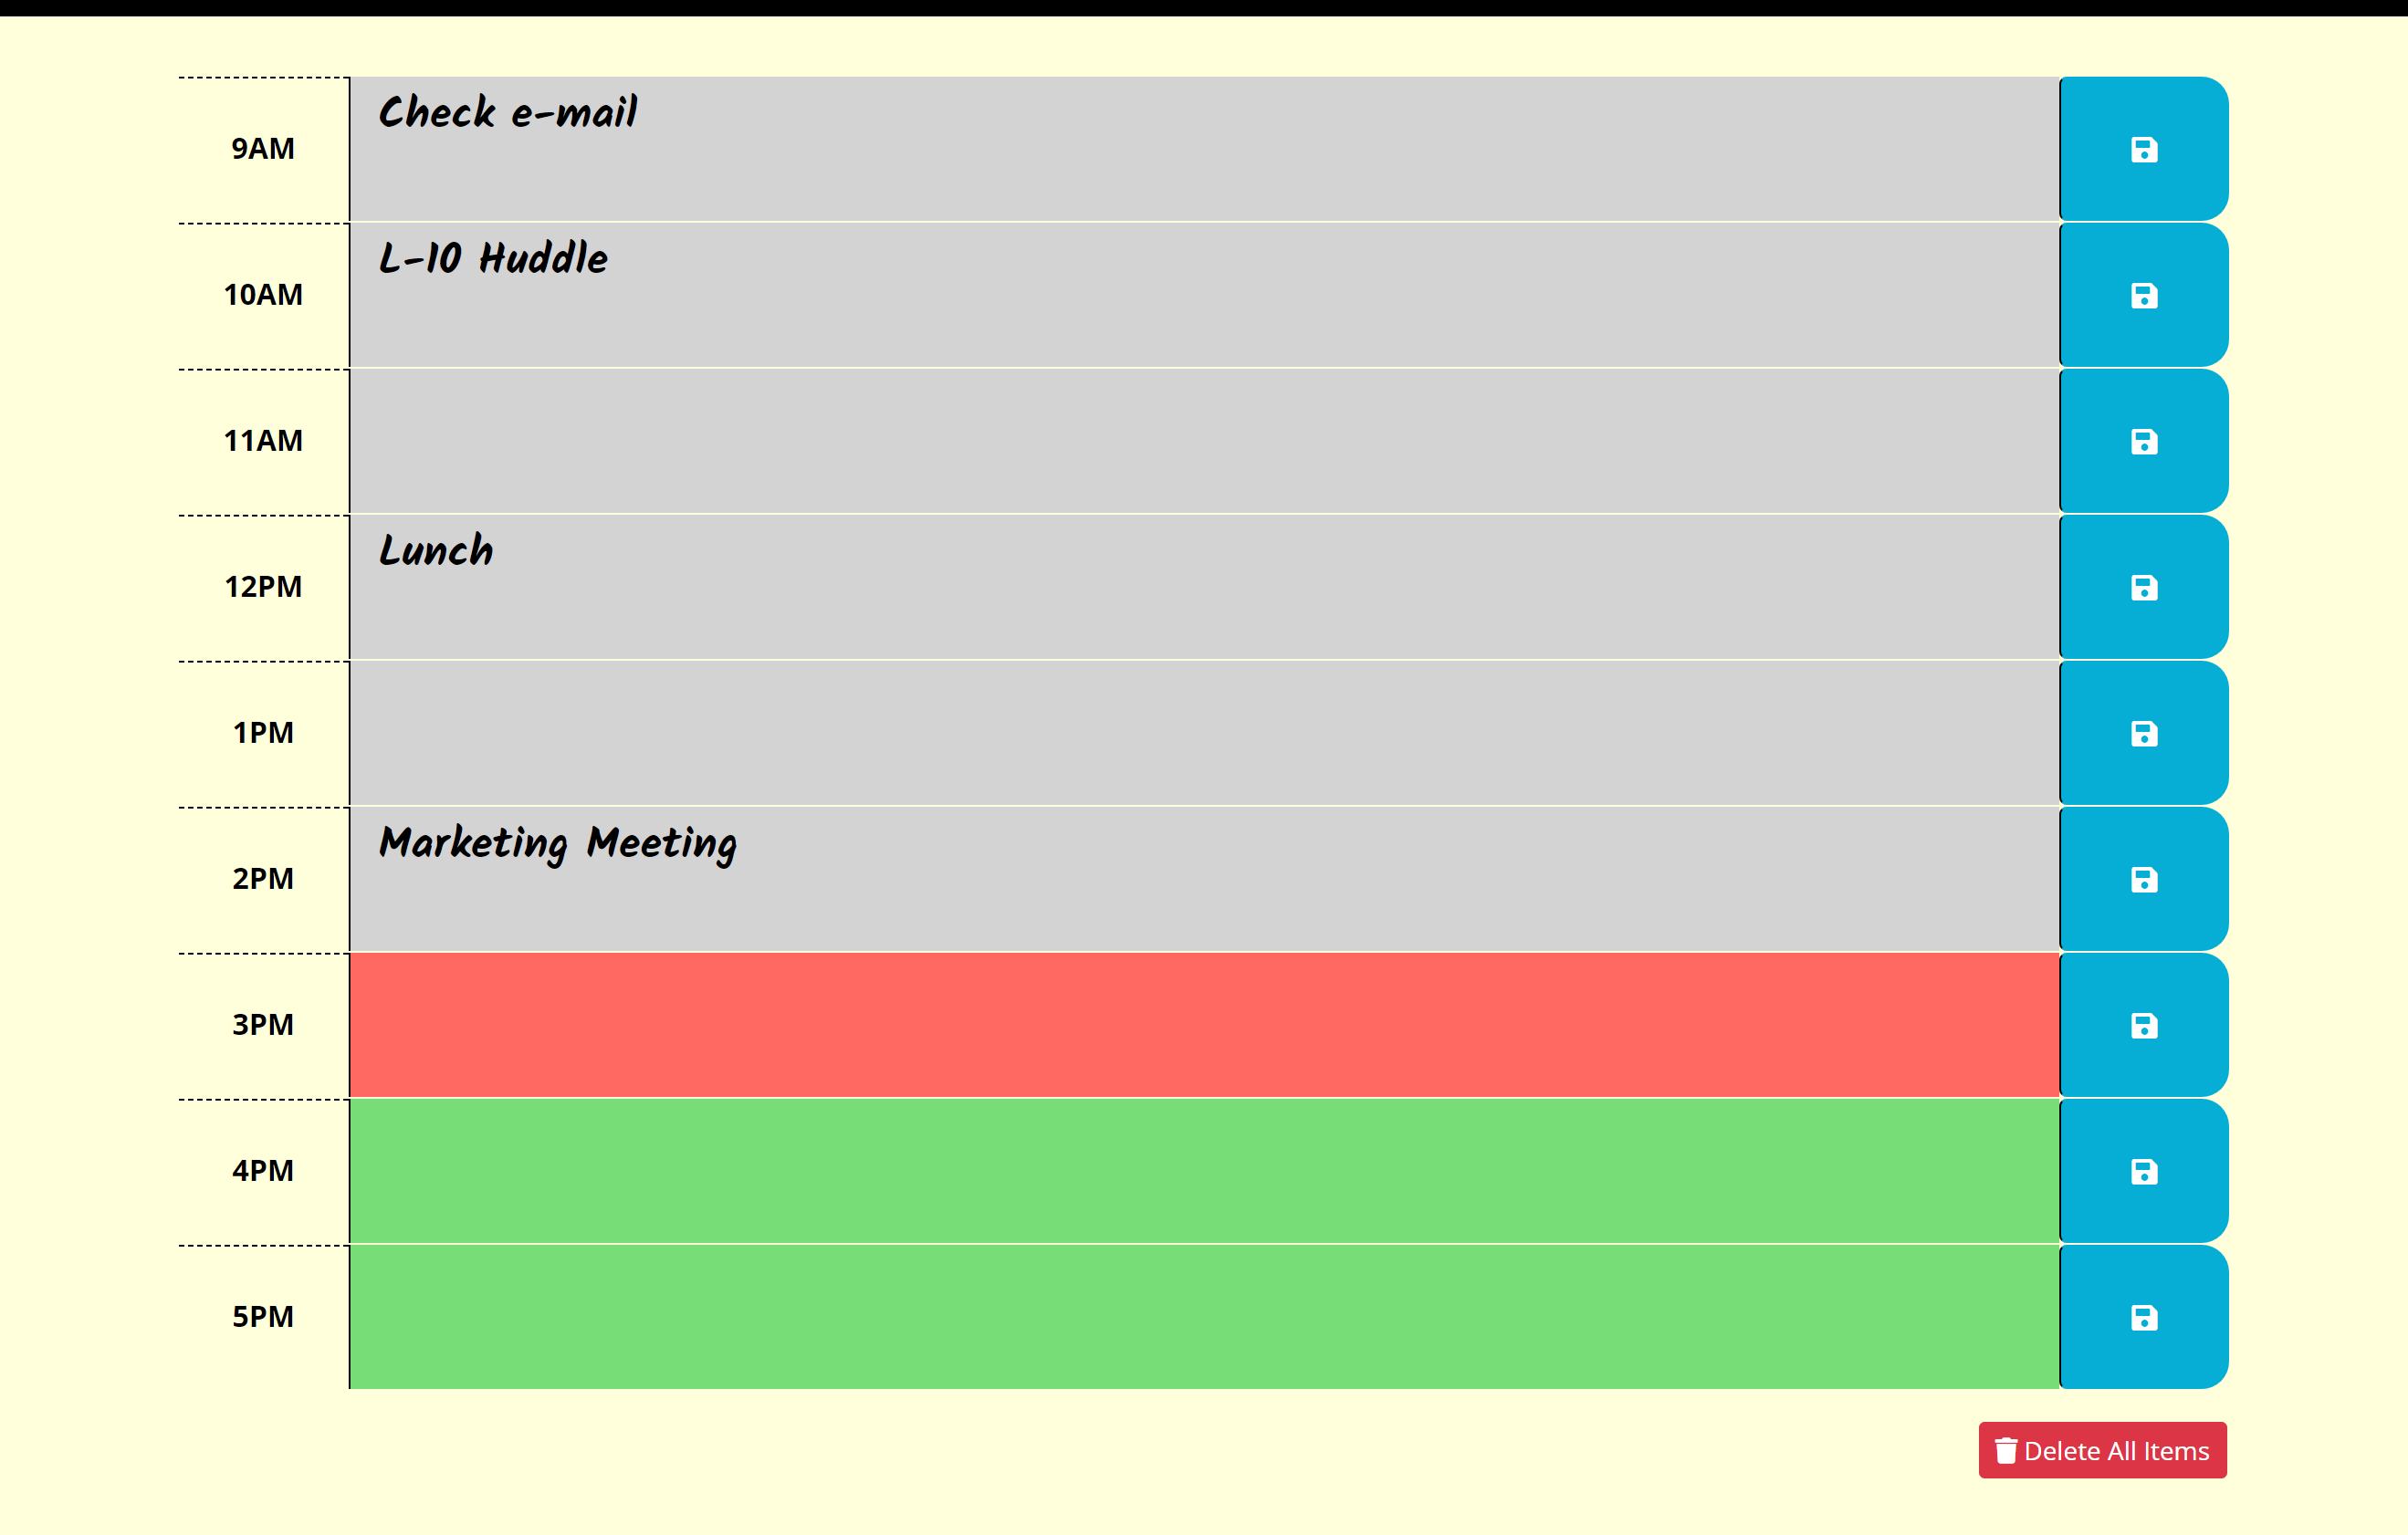 9AM
Check e-mail
10AM
L-10 Huddle
11AM
12PM
Lunch
1PM
2PM
Marketing Meeting
3PM
4PM
5PM
Delete All Items